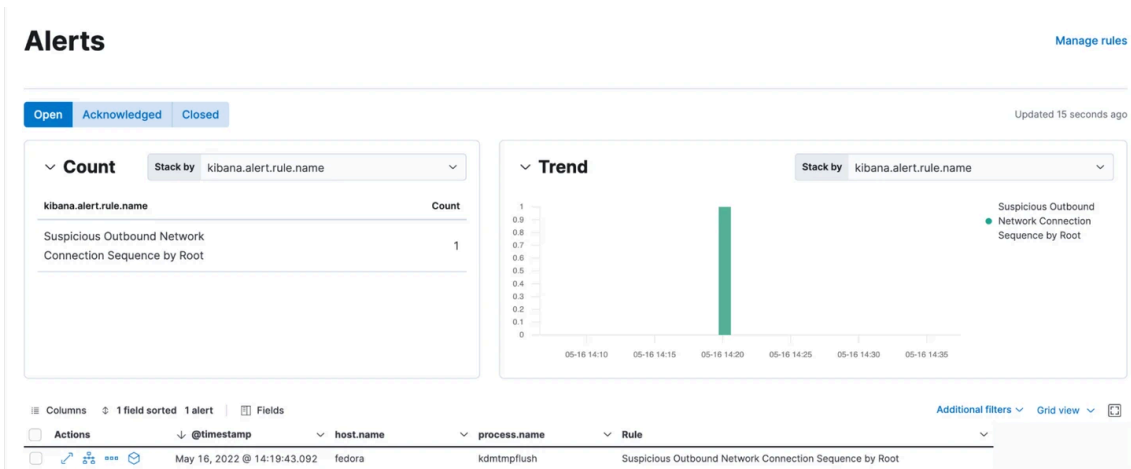 Alerts
Manage rules
Open Acknowledged Closed
Updated 15 seconds ago
Count Stack by kibana.alert.rule.name
kibana.alert.rule.name Count
Suspicious Outbound Network
Connection Sequence by Root
1
Trend Stack by kibana.alert.rule.name
1
0.9
0.8
0.7
0.6
0.5
0.4
0.3
0.2
0.1
0
05-16 14:10 05-16 14:15 05-16 14:20 05-16 14:25 05-16 14:30 05-16 14:35
Suspicious Outbound
Network Connection
Sequence by Root
Columns 1 field sorted 1 alert Fields
Additional filters Grid view
Actions @timestamp host.name process.name Rule
May 16, 2022 @ 14:19:43.092 fedora kdmtmpflush Suspicious Outbound Network Connection Sequence by Root